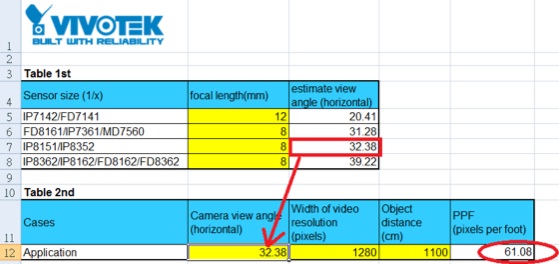 VIVOTEK
BUILT WITH RELIABILITY
1
2
3 Table 1st
4 Sensor size (1/x) focal length(mm) estimate view angle (horizontal)
5 IP7142/FD7141 12 20.41
6 FD8161/IP7361/MD7560 8 31.28
7 IP8151/IP8352 8 32.38
8 IP8362/IP8162/FD8162/FD8362 8 39.22
9
10 Table 2nd
11 Cases Camera view angle (horizontal) Width of video resolution (pixels) Object distance (cm) PPF (pixels per foot)
12 Application 32.38 1280 1100 61.08